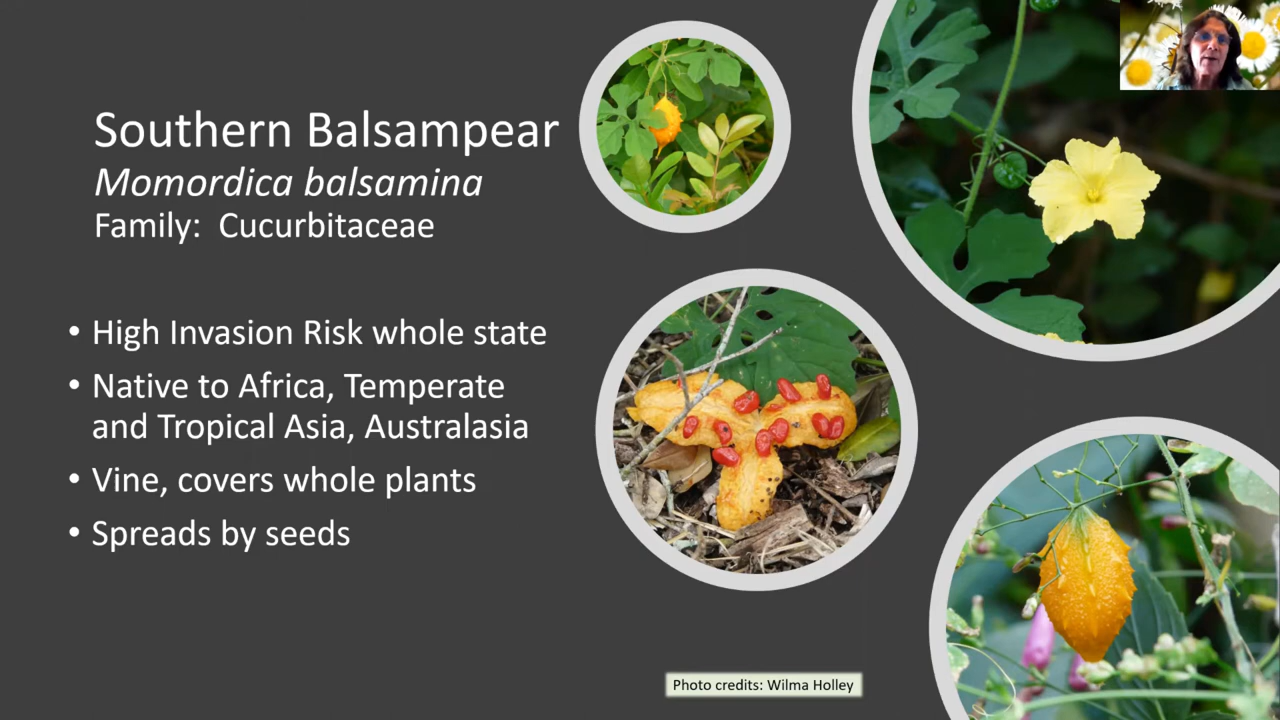 Southern Balsampear
Momordica balsamina
Family: Cucurbitaceae
• High Invasion Risk whole state
• Native to Africa, Temperate
and Tropical Asia, Australasia
• Vine, covers whole plants
• Spreads by seeds
Photo credits: Wilma Holley